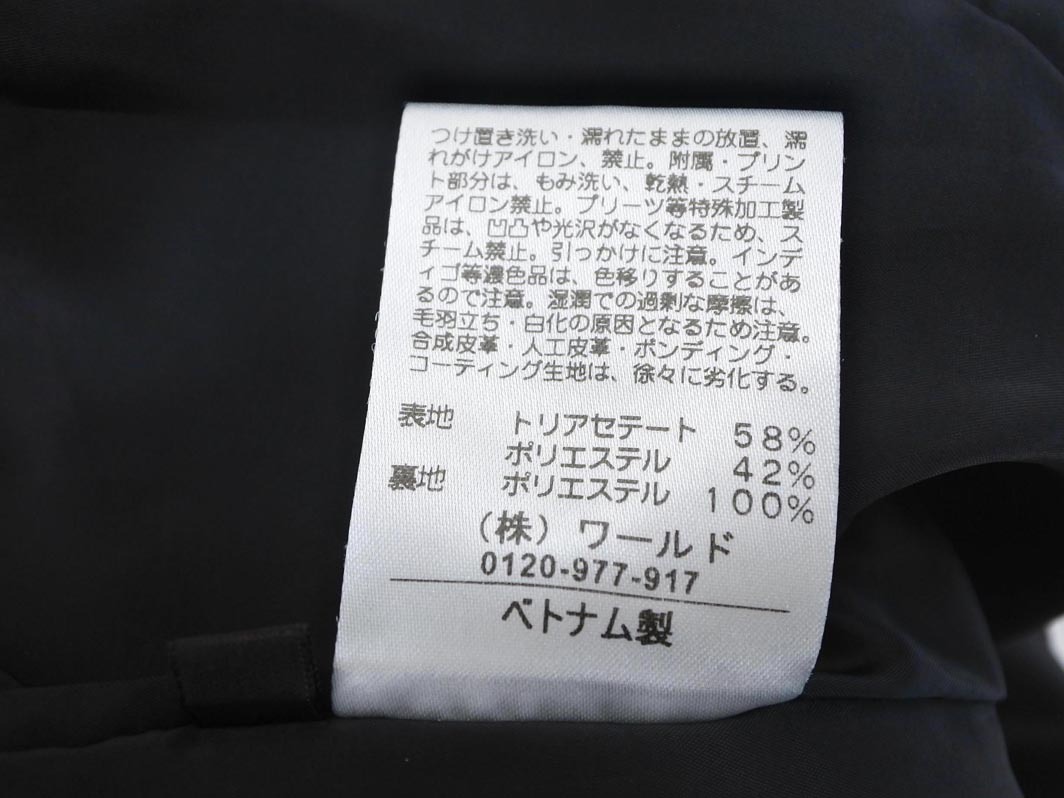 つけ置き洗い・濡れたままの放置、濡
れがけアイロン、禁止。附属・プリン
ト部分は、もみ洗い、乾熱・スチーム
アイロン禁止。プリーツ等特殊加工製
品は、凹凸や光沢がなくなるため、ス
チーム禁止。引っかけに注意。インデ
ィゴ等濃色品は、色移りすることがあ
るので注意。湿潤での過剰な摩擦は、
毛羽立ち・白化の原因となるため注意。
合成皮革・人工皮革・ボンディング・
コーティング生地は、徐々に劣化する。
表地 トリアセテート 58%
ポリエステル 42%
裏地 ポリエステル 100%
(株) ワールド
0120-977-917
ベトナム製